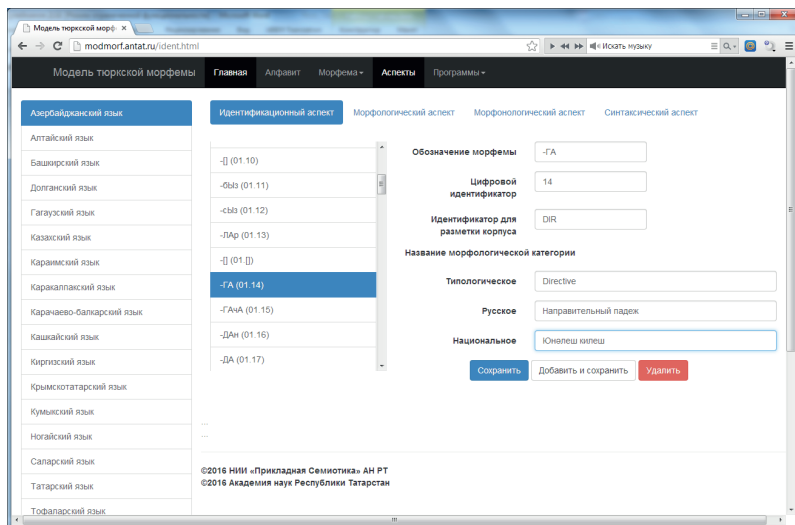 Модель тюркской морф
modmorf.antat.ru/ident.html
Искать музыку
Модель тюркской морфемы Главная Алфавит Морфема Аспекты Программы
Идентификационный аспект Морфологический аспект Морфонологический аспект Синтаксический аспект
Азербайджанский язык
Алтайский язык
Башкирский язык
Долганский язык
Гагаузский язык
Казахский язык
Караимский язык
Каракалпакский язык
Карачаево-балкарский язык
Кашкайский язык
Киргизский язык
Крымскотатарский язык
Кумыкский язык
Ногайский язык
Саларский язык
Татарский язык
Тофаларский язык
-[] (01.10)
-бЫз (01.11)
-сЫз (01.12)
-ЛАр (01.13)
-[] (01.[])
-ГА (01.14)
-ГАчА (01.15)
-ДАн (01.16)
-ДА (01.17)
Обозначение морфемы -ГА
Цифровой
идентификатор
14
Идентификатор для
разметки корпуса
DIR
Название морфологической категории
Типологическое Directive
Русское Направительный падеж
Национальное Юнәлеш килеш
Сохранить Добавить и сохранить Удалить
...
...
©2016 НИИ «Прикладная Семиотика» АН РТ
©2016 Академия наук Республики Татарстан